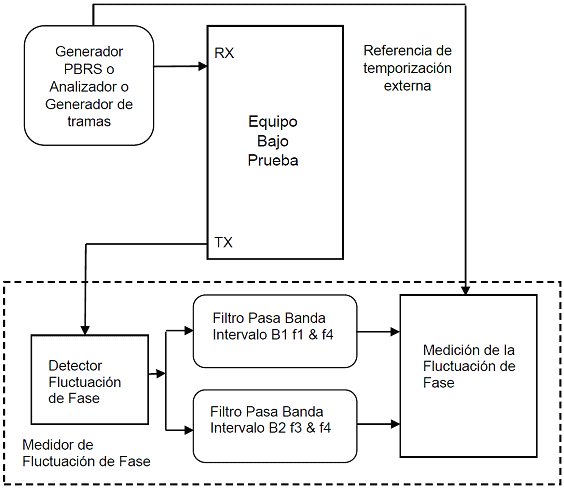 Generador
PBRS o
Analizador o
Generador de
tramas
RX
Equipo
Bajo
Prueba
TX
Referencia de
temporización
externa
Detector
Fluctuación
de Fase
Filtro Pasa Banda
Intervalo B1 f1 & f4
Filtro Pasa Banda
Intervalo B2 f3 & f4
Medición de la
Fluctuación de
Fase
Medidor de
Fluctuación de Fase